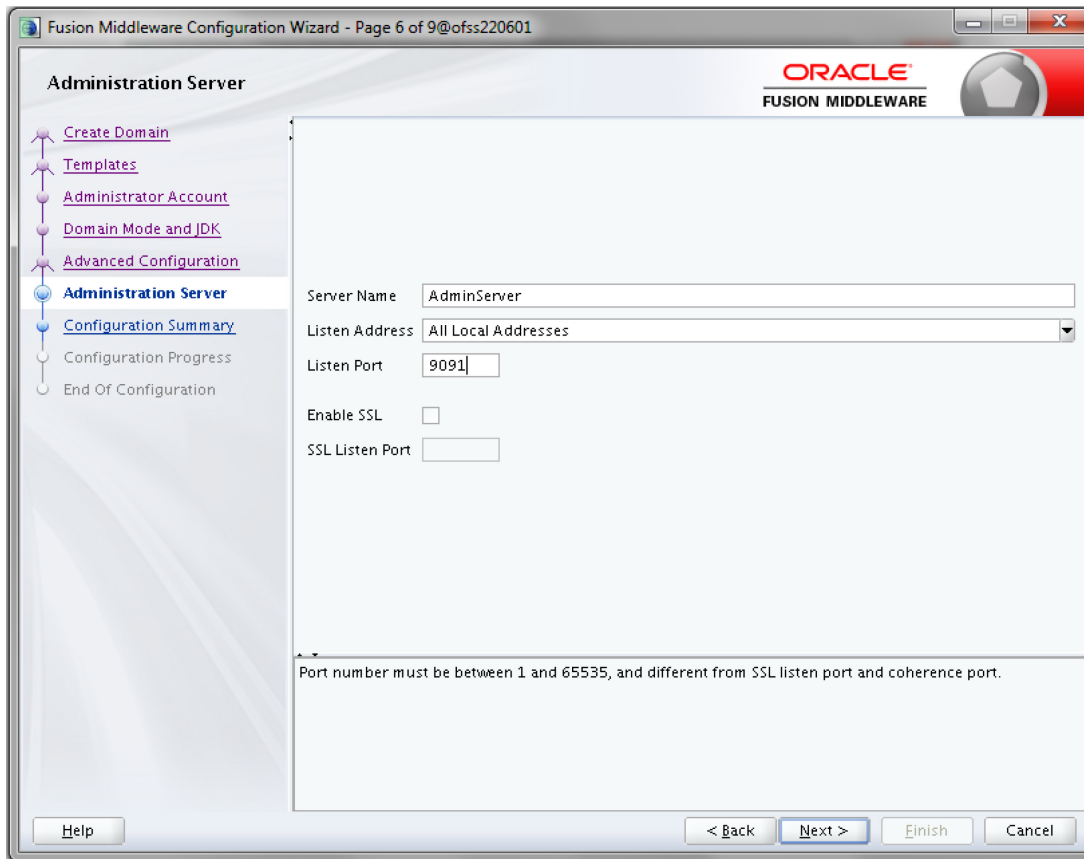 Fusion Middleware Configuration Wizard - Page 6 of 9@ofss220601
Administration Server
ORACLE
FUSION MIDDLEWARE
Create Domain
Templates
Administrator Account
Domain Mode and JDK
Advanced Configuration
Administration Server
Configuration Summary
Configuration Progress
End Of Configuration
Server Name AdminServer
Listen Address All Local Addresses
Listen Port 9091
Enable SSL
SSL Listen Port
Port number must be between 1 and 65535, and different from SSL listen port and coherence port.
Help < Back Next > Finish Cancel